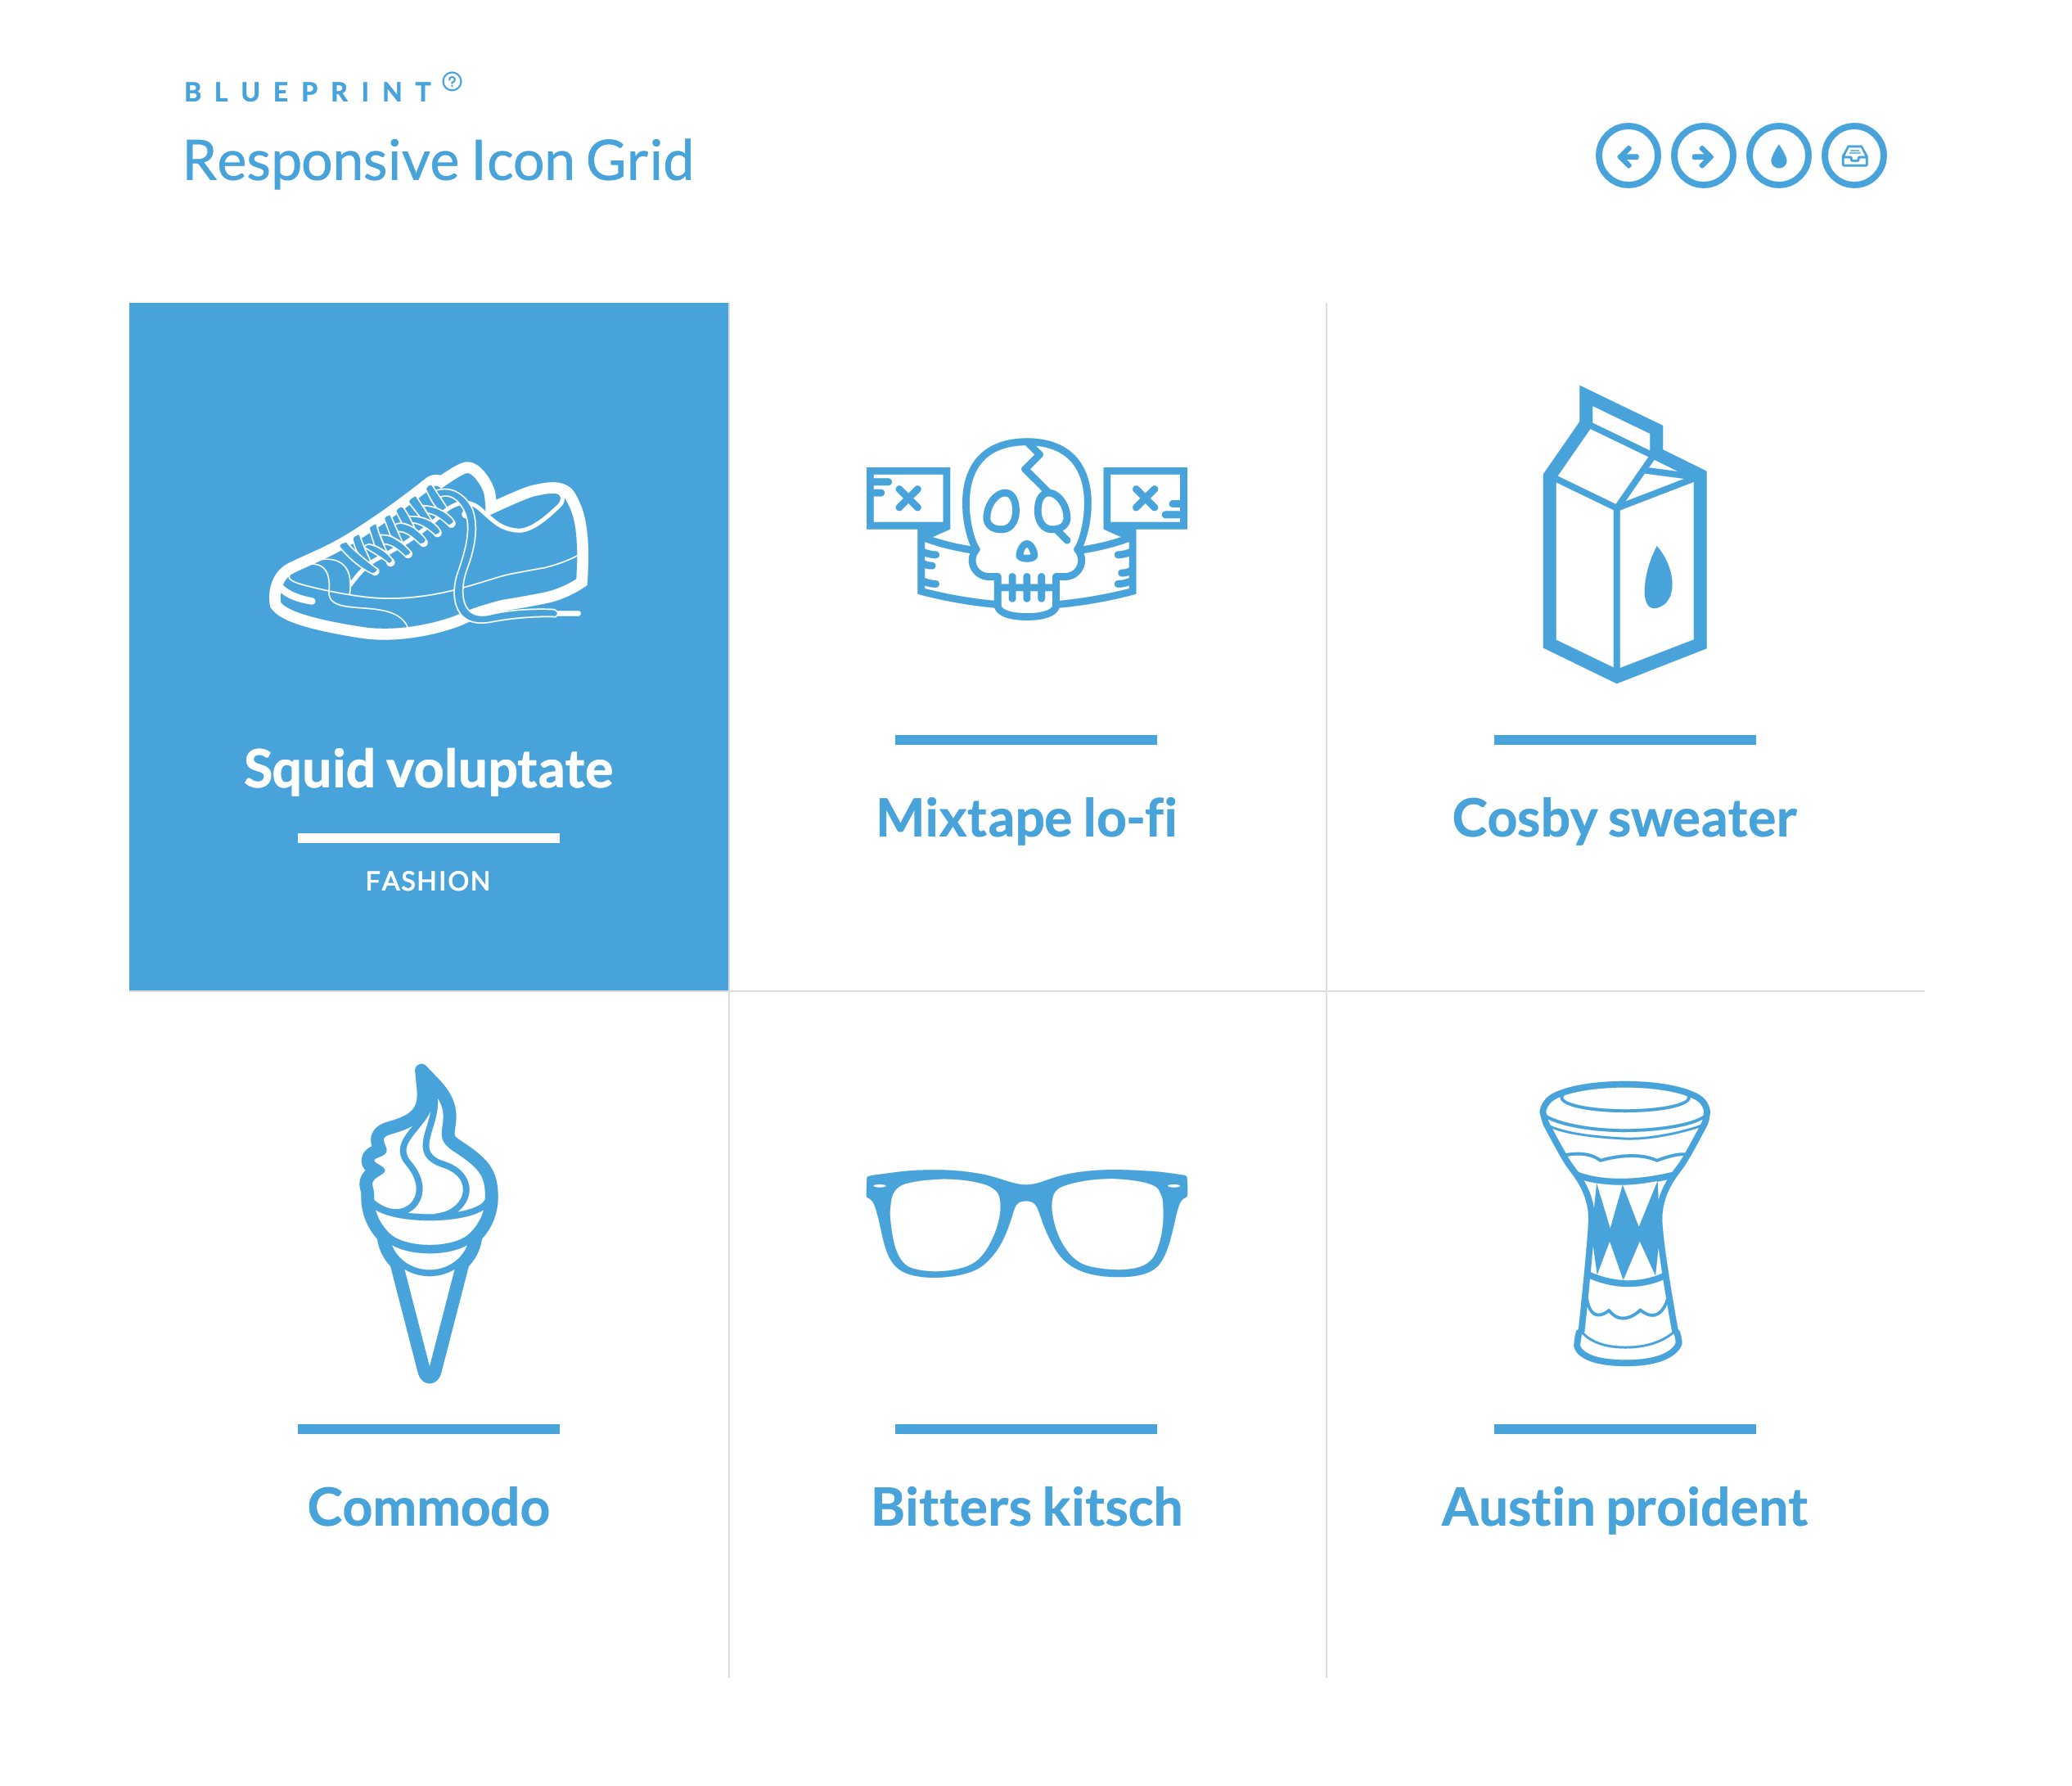 BLUEPRINT ?
Responsive Icon Grid
Squid voluptate
FASHION
Mixtape lo-fi
Cosby sweater
Commodo
Bitters kitsch
Austin proident